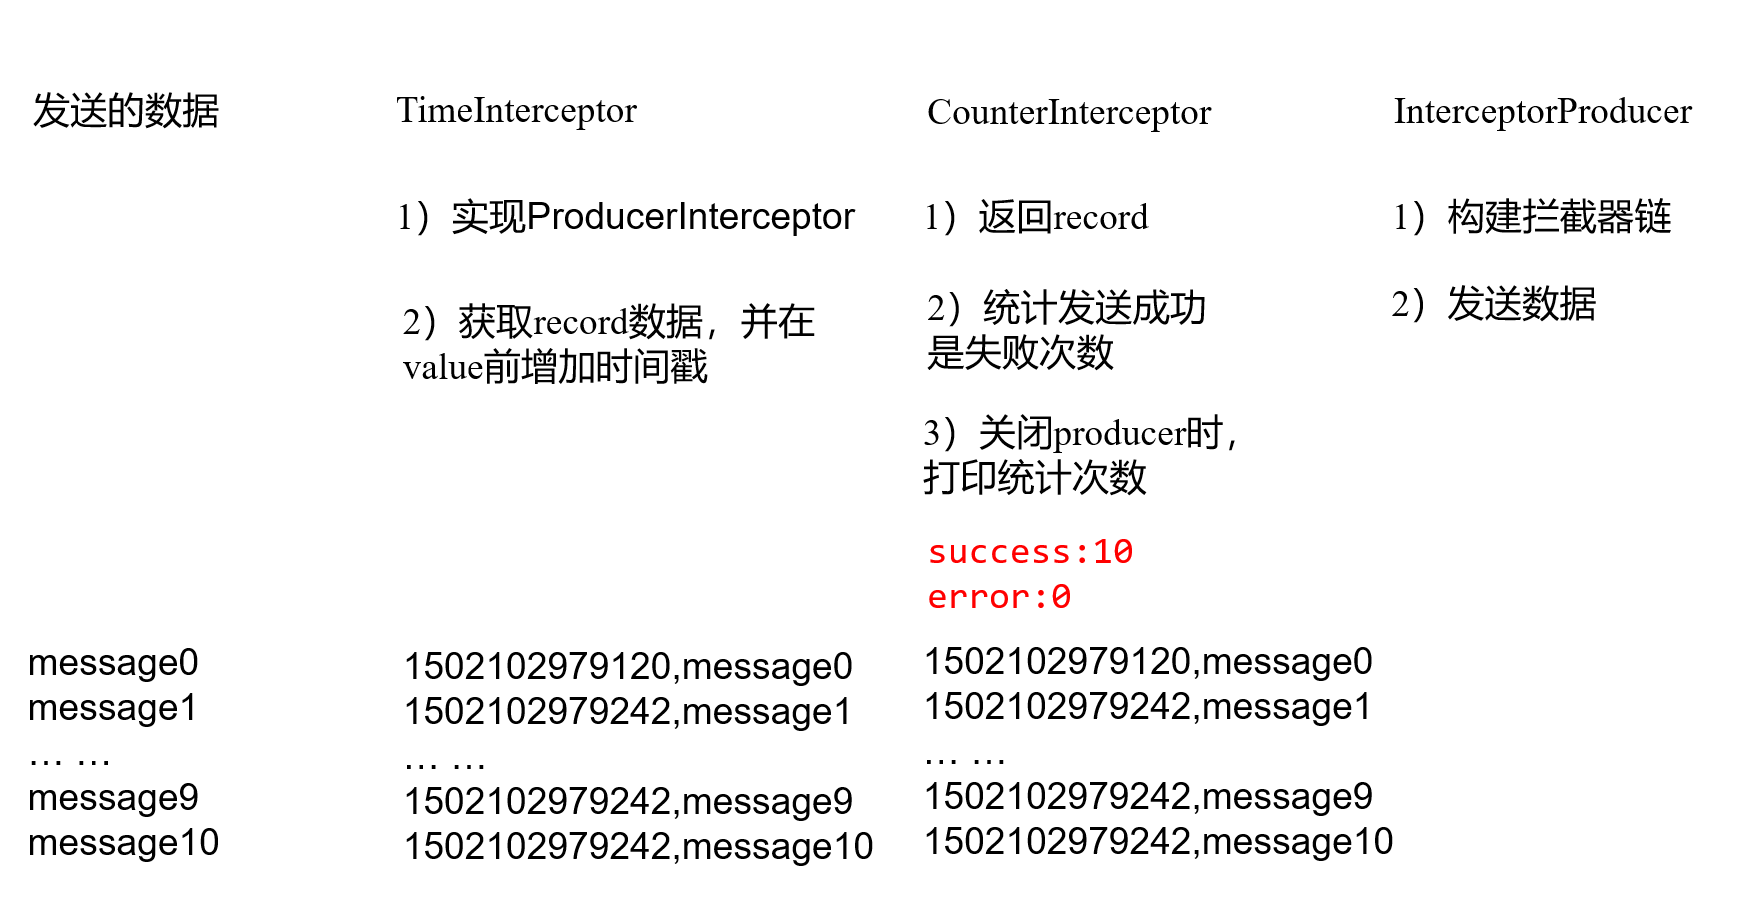 发送的数据
TimeInterceptor
CounterInterceptor
InterceptorProducer
1）实现ProducerInterceptor
2）获取record数据，并在
value前增加时间戳
1）返回record
2）统计发送成功
是失败次数
3）关闭producer时，
打印统计次数
success:10
error:0
1）构建拦截器链
2）发送数据
message0
message1
… …
message9
message10
1502102979120,message0
1502102979242,message1
… …
1502102979242,message9
1502102979242,message10
1502102979120,message0
1502102979242,message1
… …
1502102979242,message9
1502102979242,message10